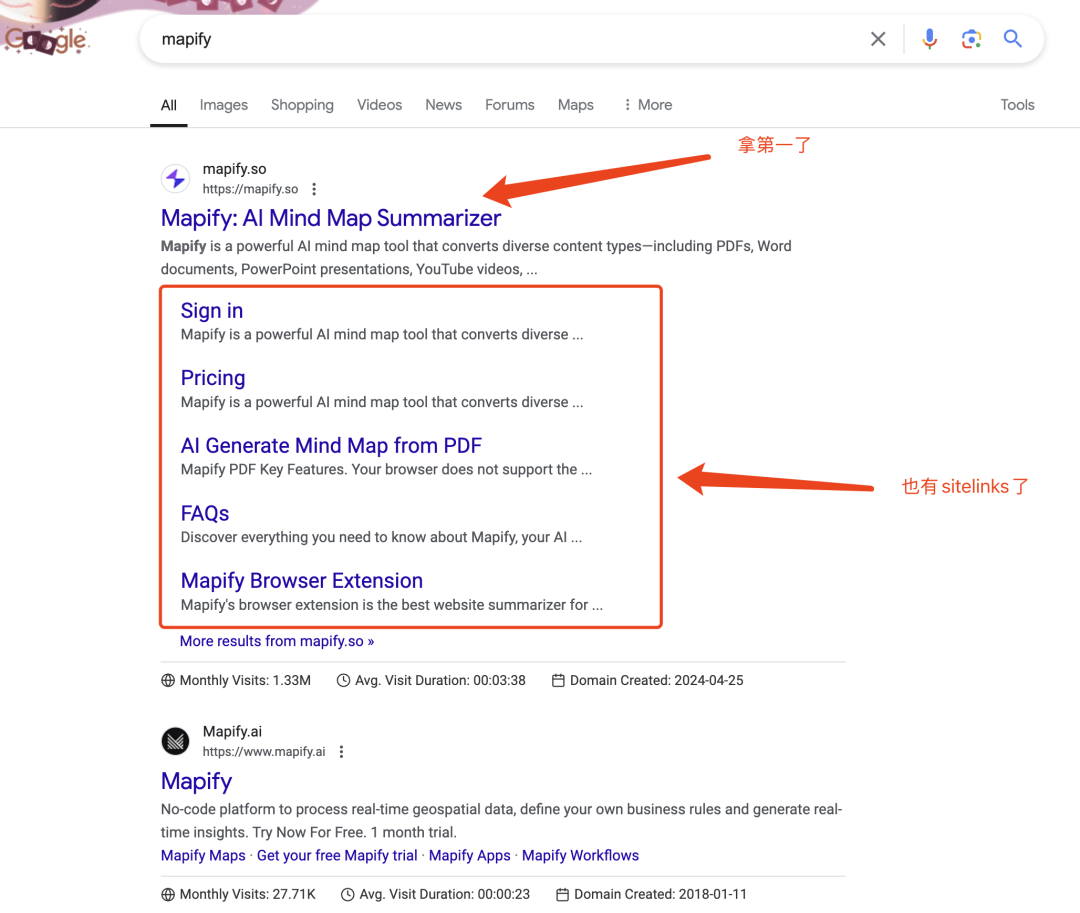 Google
mapify
All Images Shopping Videos News Forums Maps More Tools
拿第一了
mapify.so
https://mapify.so
Mapify: AI Mind Map Summarizer
Mapify is a powerful AI mind map tool that converts diverse content types—including PDFs, Word
documents, PowerPoint presentations, YouTube videos, ...
Sign in
Mapify is a powerful AI mind map tool that converts diverse ...
Pricing
Mapify is a powerful AI mind map tool that converts diverse ...
AI Generate Mind Map from PDF
Mapify PDF Key Features. Your browser does not support the ...
也有 sitelinks 了
FAQs
Discover everything you need to know about Mapify, your AI ...
Mapify Browser Extension
Mapify's browser extension is the best website summarizer for ...
More results from mapify.so »
Monthly Visits: 1.33M Avg. Visit Duration: 00:03:38 Domain Created: 2024-04-25
Mapify.ai
https://www.mapify.ai
Mapify
No-code platform to process real-time geospatial data, define your own business rules and generate real-
time insights. Try Now For Free. 1 month trial.
Mapify Maps · Get your free Mapify trial · Mapify Apps · Mapify Workflows
Monthly Visits: 27.71K Avg. Visit Duration: 00:00:23 Domain Created: 2018-01-11